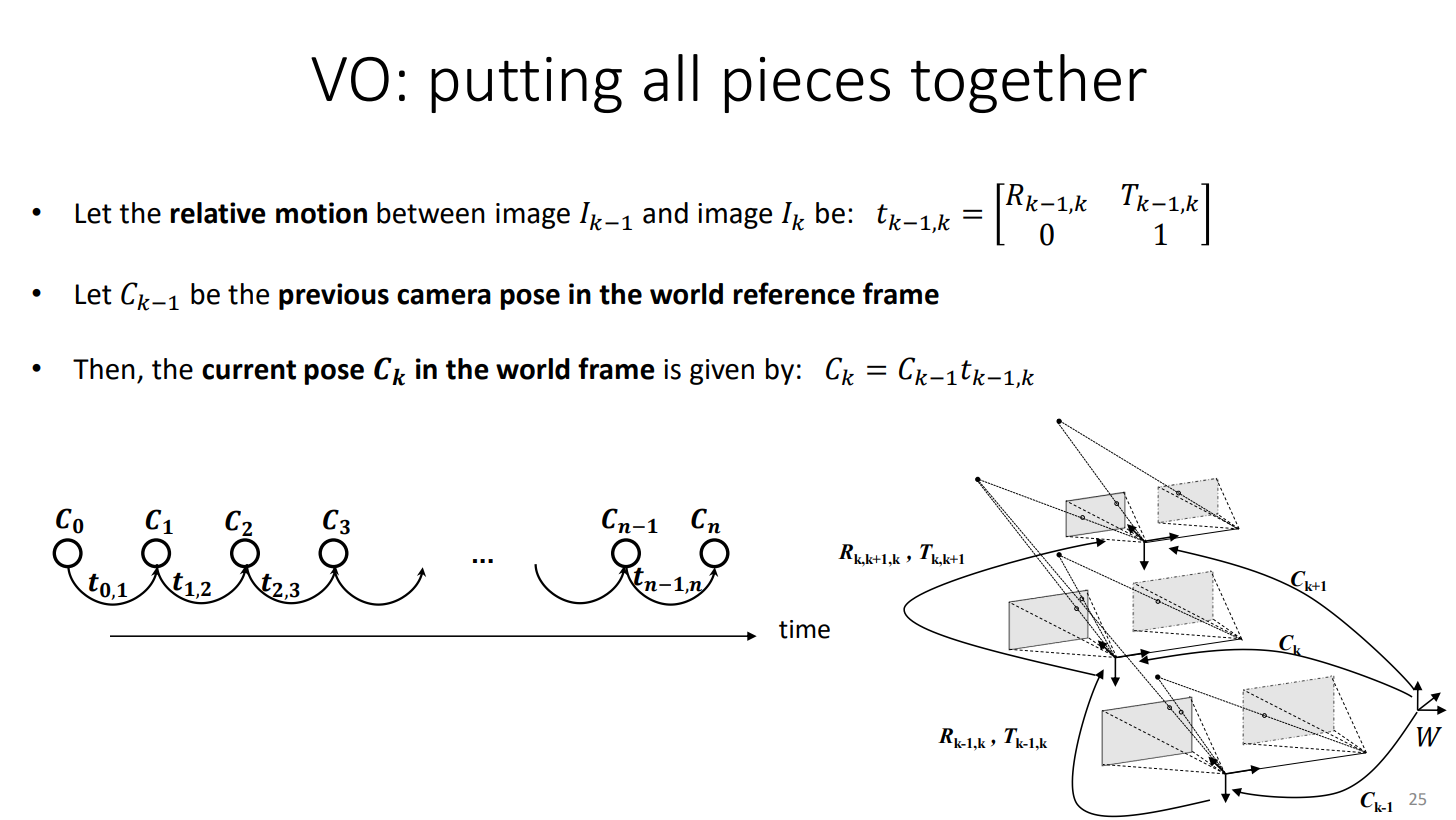 VO: putting all pieces together
• Let the relative motion between image I_{k−1} and image I_k be: t_{k−1,k} = [R_{k−1,k} T_{k−1,k}
0 1]
• Let C_{k−1} be the previous camera pose in the world reference frame
• Then, the current pose C_k in the world frame is given by: C_k = C_{k−1}t_{k−1,k}
C_0 C_1 C_2 C_3 ... C_{n−1} C_n
t_{0,1} t_{1,2} t_{2,3} t_{n−1,n}
time
R_{k,k+1,k} , T_{k,k+1}
C_{k+1}
C_k
R_{k-1,k} , T_{k-1,k}
W
C_{k-1}
25